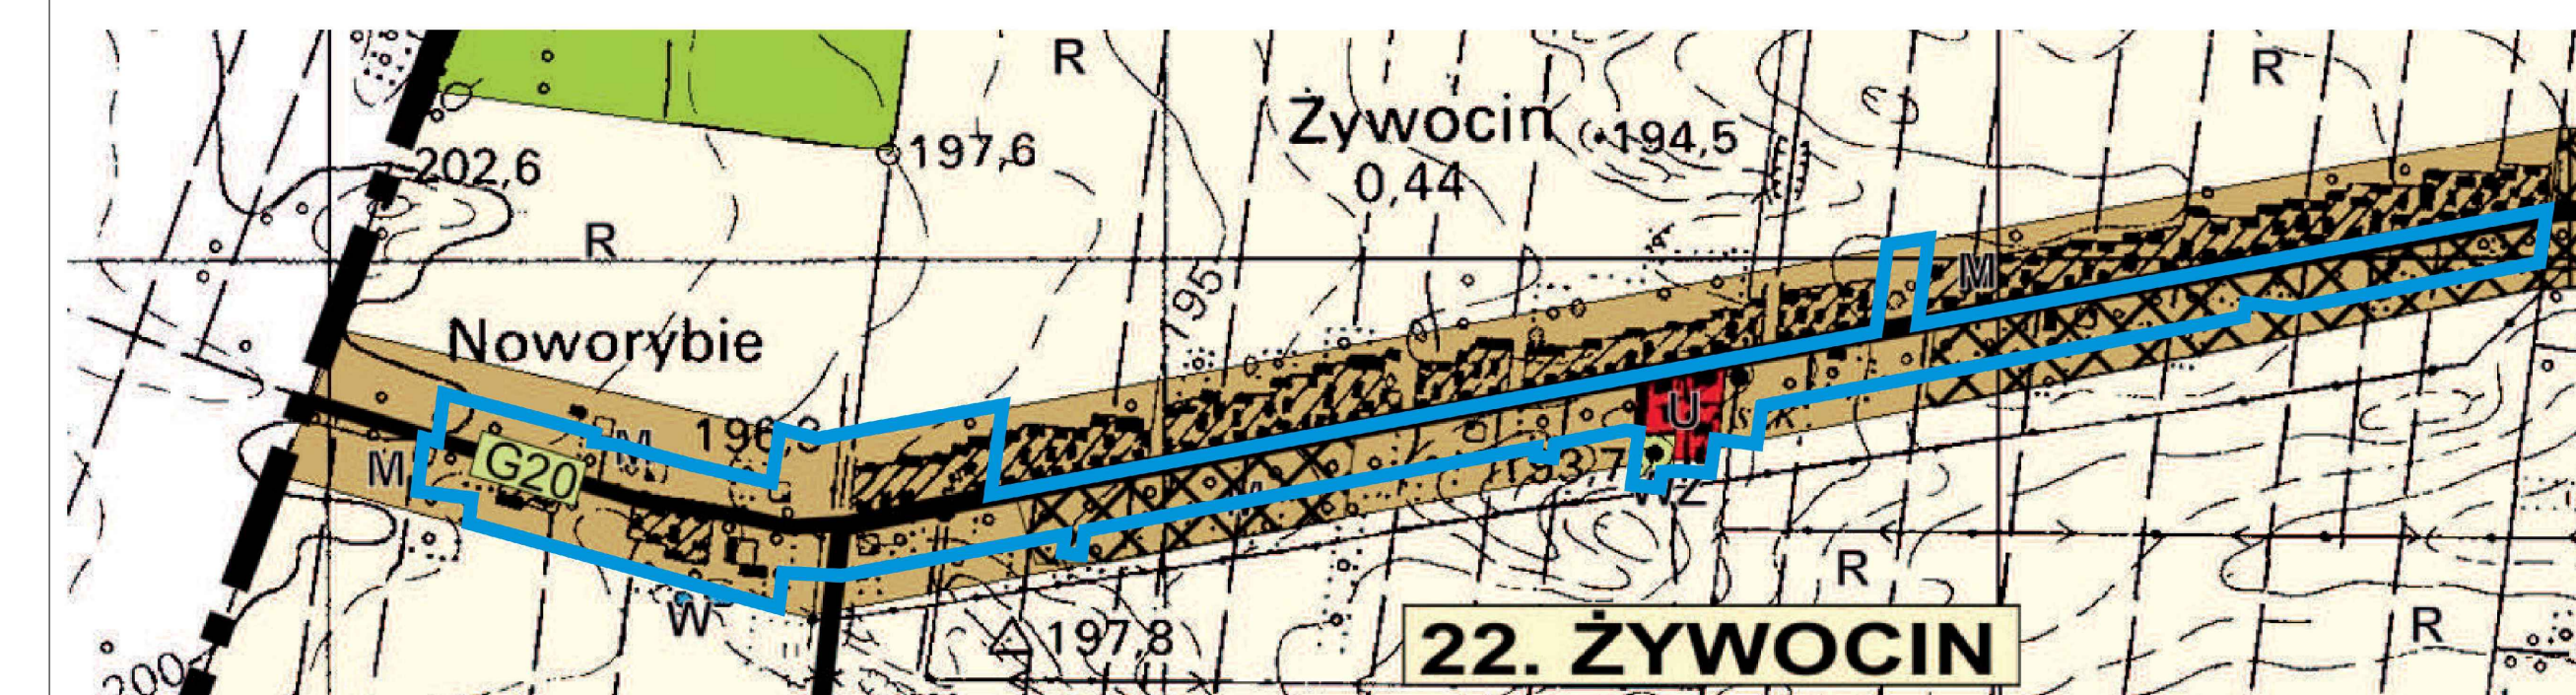 R
R
Żywocin
194,5
197,6
202,6
0,44
R
M
195
Noworybie
196,3
M
M
U
s K
G20
193,7
WZ
R
W
197,8
22. ŻYWOCIN
R
200